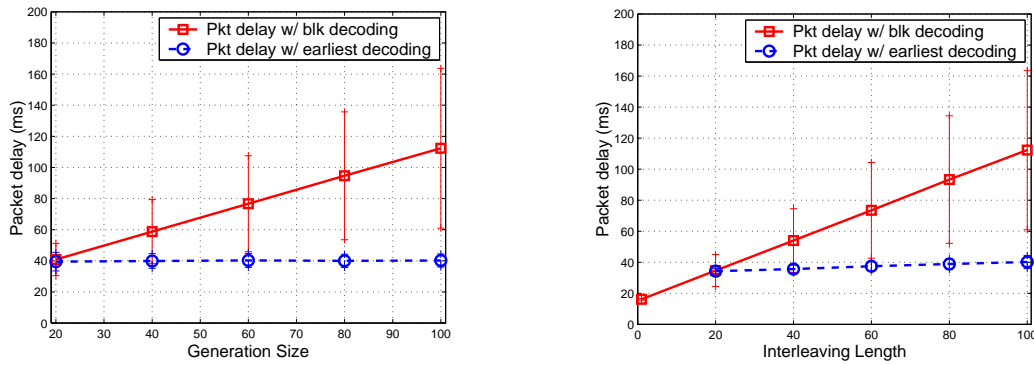 200
180
160
140
120
100
80
60
40
20
0
Packet delay (ms)
Pkt delay w/ blk decoding
Pkt delay w/ earliest decoding
20 30 40 50 60 70 80 90 100
Generation Size
200
180
160
140
120
100
80
60
40
20
0
Packet delay (ms)
Pkt delay w/ blk decoding
Pkt delay w/ earliest decoding
0 20 40 60 80 100
Interleaving Length